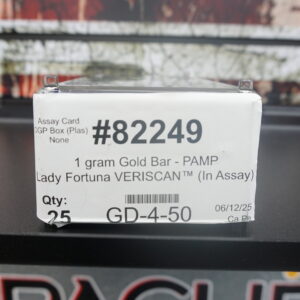 Assay Card
CGP Box (Plas)
None
#82249
1 gram Gold Bar - PAMP
Lady Fortuna VERISCAN™ (In Assay)
Qty:
25
GD-4-50
06/12/25